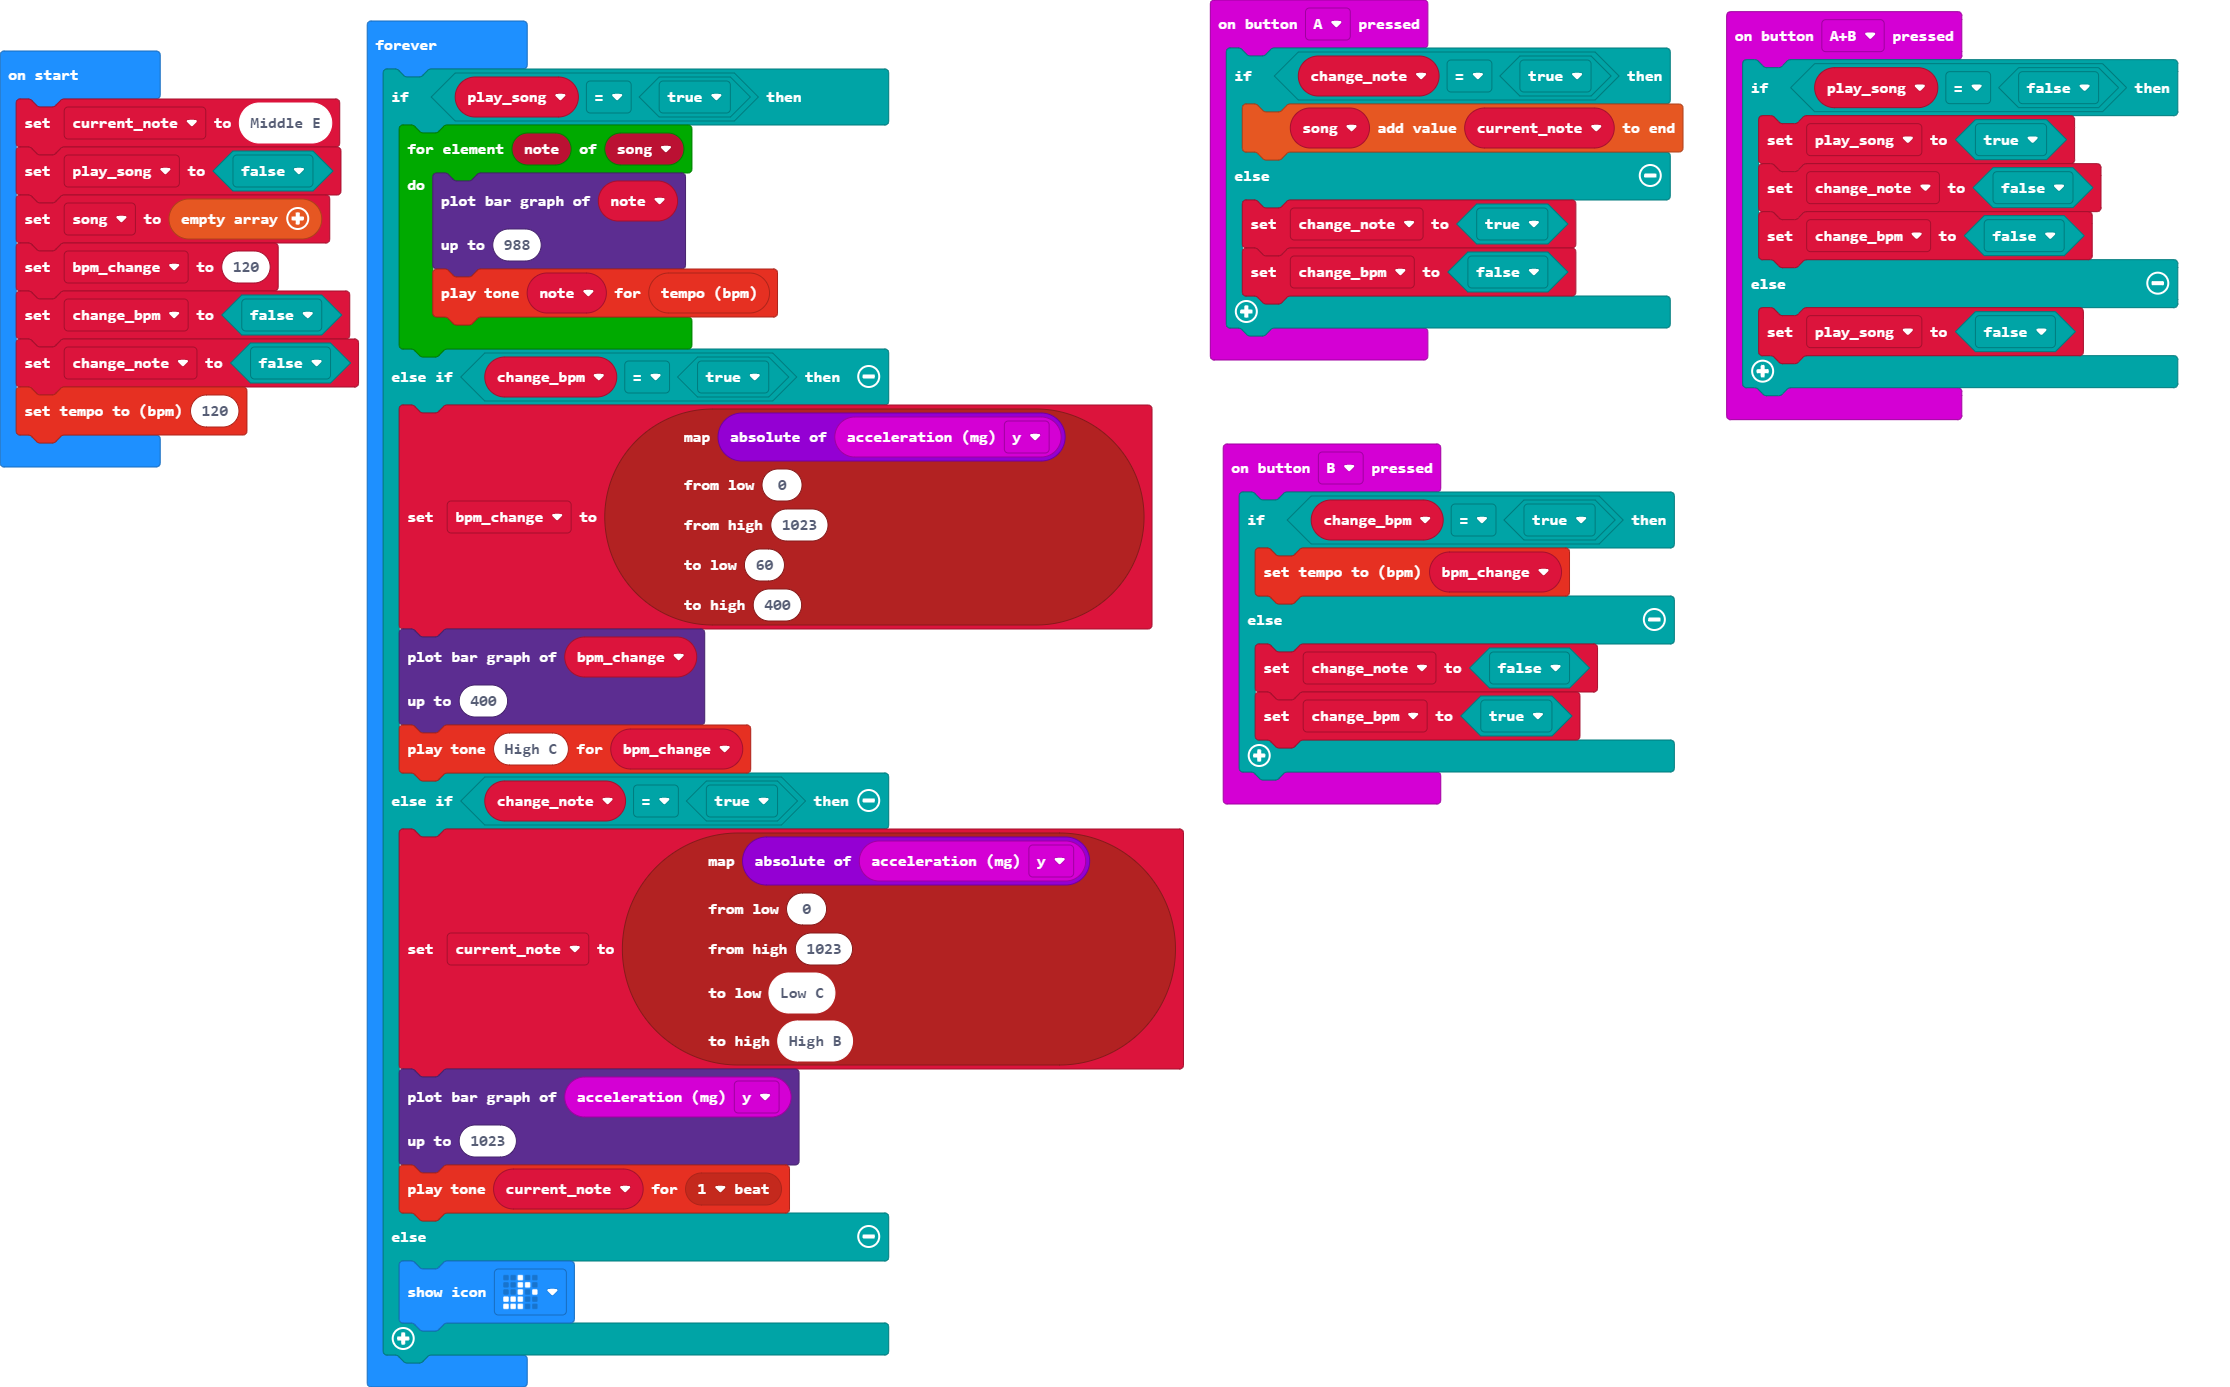 on start
set current_note to Middle E
set play_song to false
set song to empty array
set bpm_change to 120
set change_bpm to false
set change_note to false
set tempo to (bpm) 120
forever
if play_song = true then
for element note of song
do
plot bar graph of note
up to 988
play tone note for tempo (bpm)
else if change_bpm = true then
set bpm_change to
map absolute of acceleration (mg) y
from low 0
from high 1023
to low 60
to high 400
plot bar graph of bpm_change
up to 400
play tone High C for bpm_change
else if change_note = true then
set current_note to
map absolute of acceleration (mg) y
from low 0
from high 1023
to low Low C
to high High B
plot bar graph of acceleration (mg) y
up to 1023
play tone current_note for 1 beat
else
show icon
on button A pressed
if change_note = true then
song add value current_note to end
else
set change_note to true
set change_bpm to false
on button B pressed
if change_bpm = true then
set tempo to (bpm) bpm_change
else
set change_note to false
set change_bpm to true
on button A+B pressed
if play_song = false then
set play_song to true
set change_note to false
set change_bpm to false
else
set play_song to false